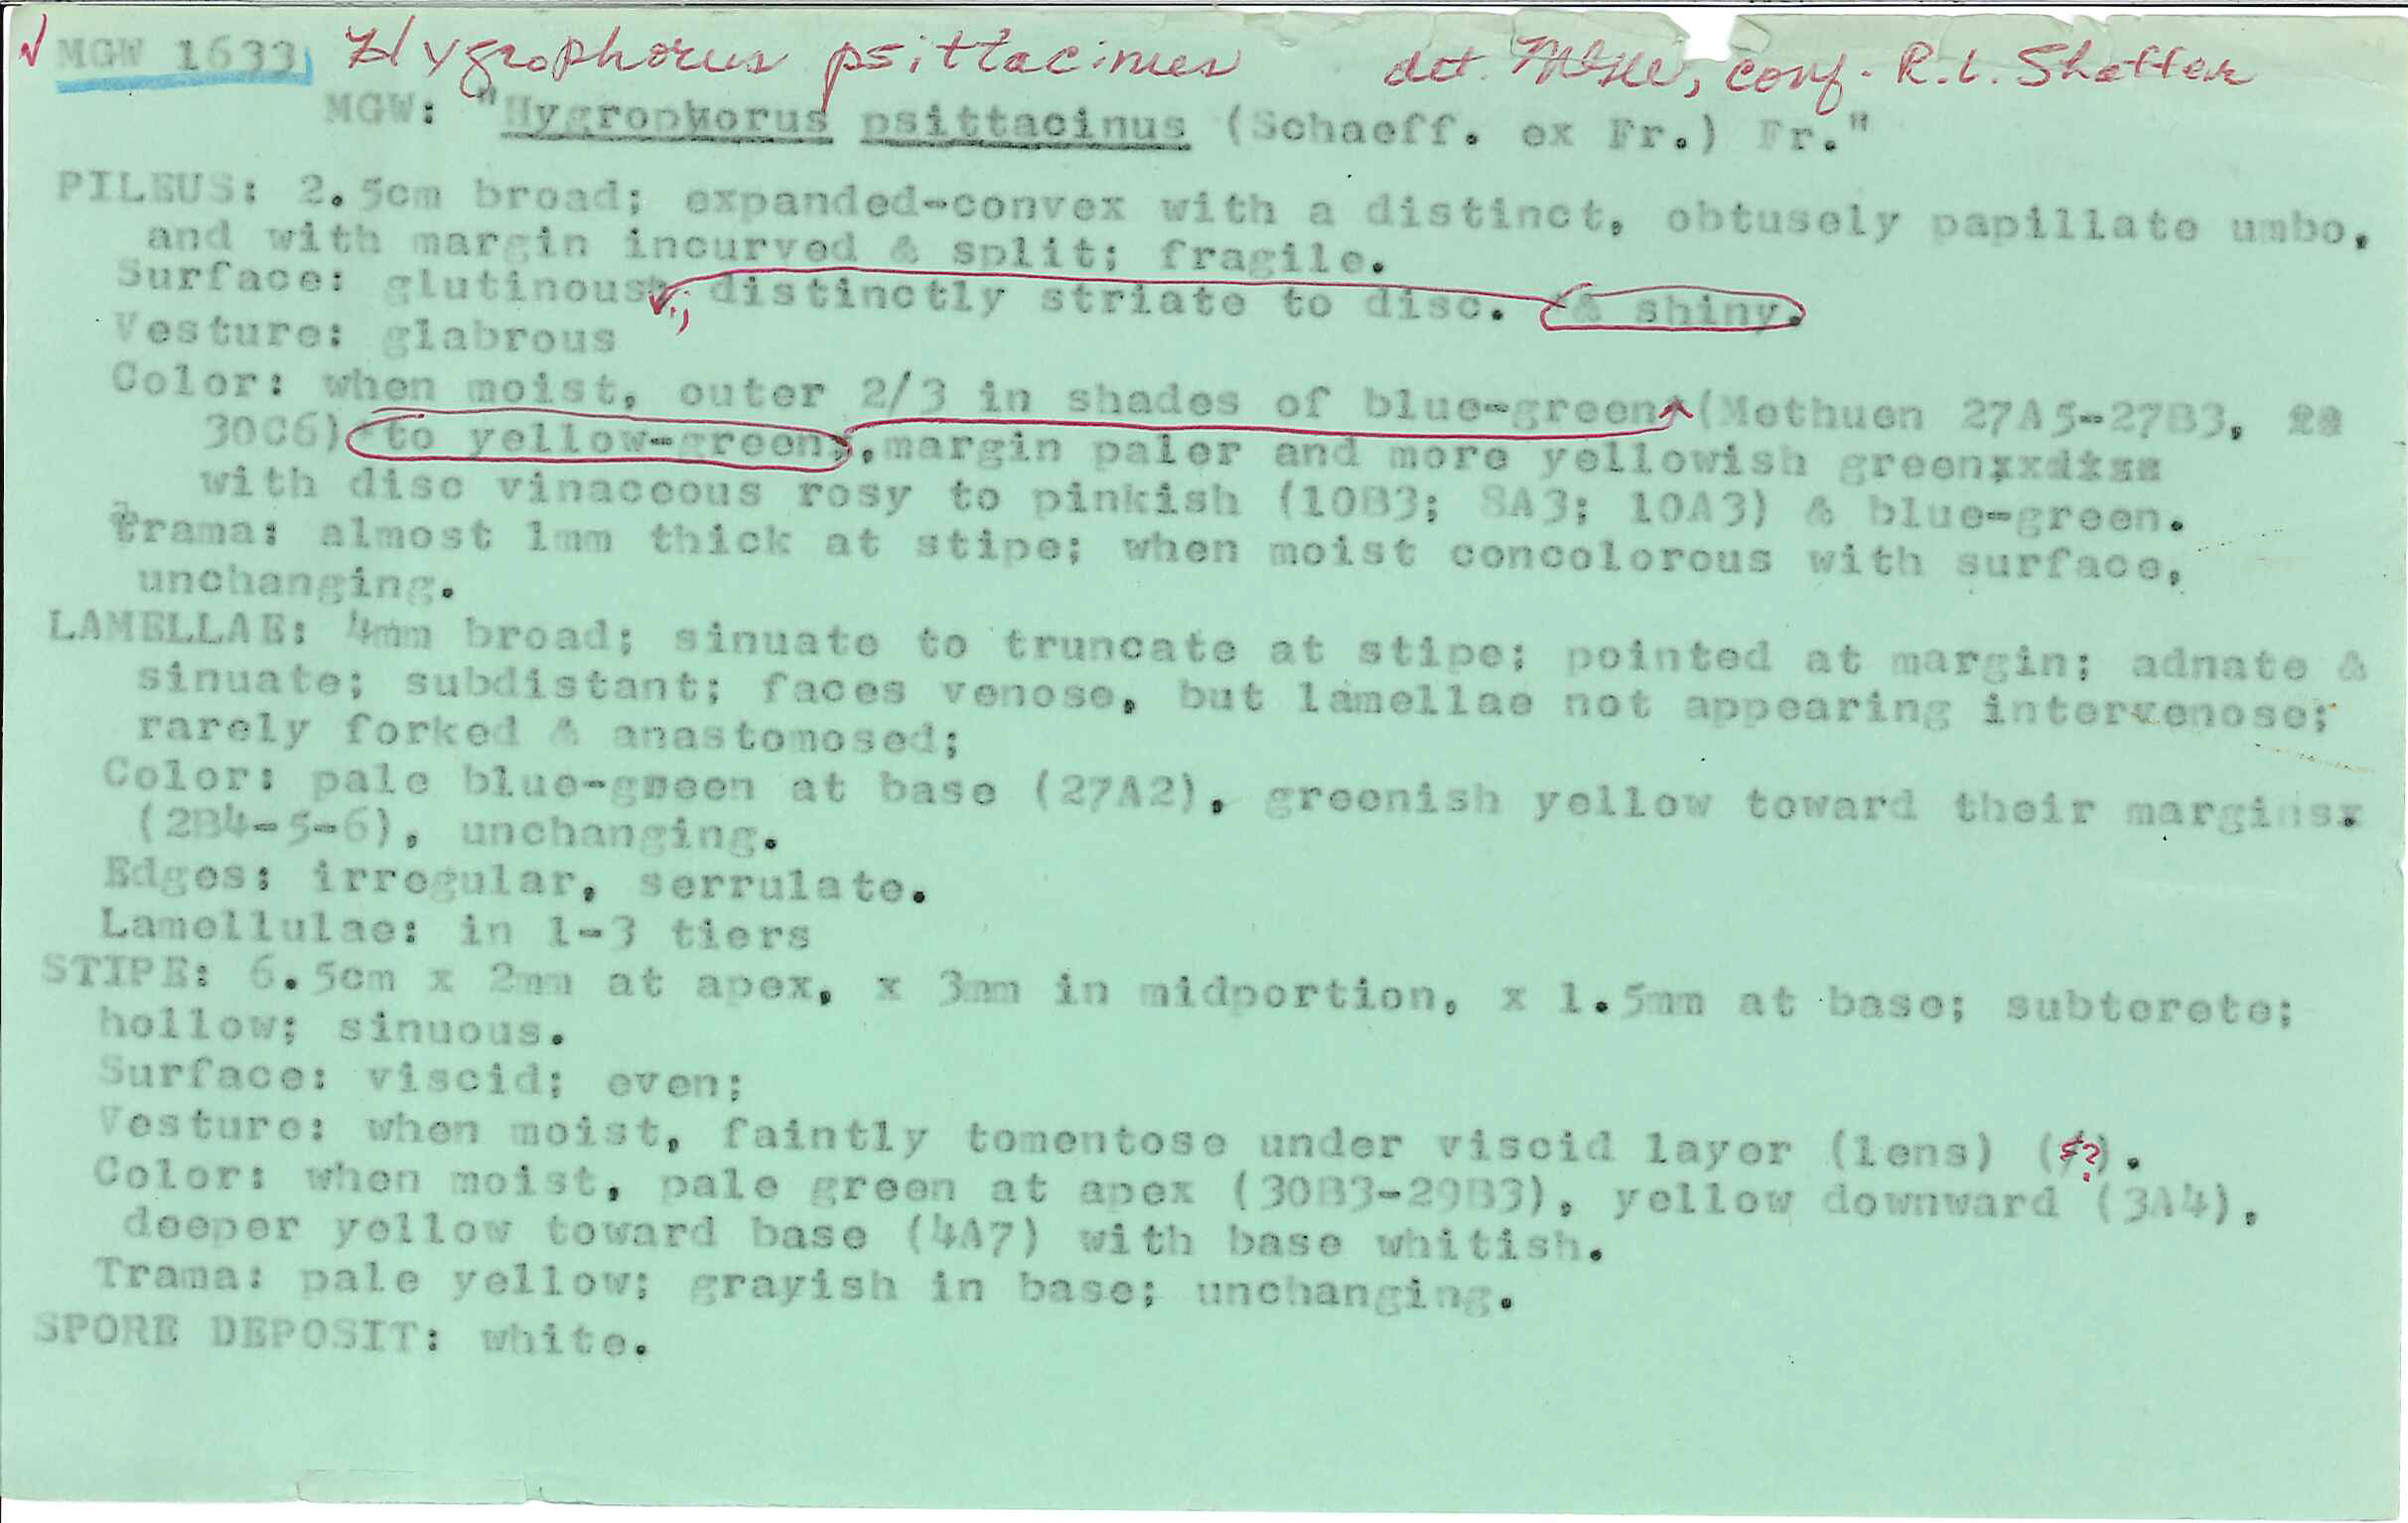 MGW 1633 Hygrophorus psittacinus det. MGW, conf. R.L. Shaffer
MGW: "Hygrophorus psittacinus (Schaeff. ex Fr.) Fr."
PILEUS: 2.5cm broad; expanded-convex with a distinct, obtusely papillate umbo,
and with margin incurved & split; fragile.
Surface: glutinous; distinctly striate to disc. & shiny.
Vesture: glabrous
Color: when moist, outer 2/3 in shades of blue-green (Methuen 27A5-27B3,
30C6) to yellow-green, margin paler and more yellowish green
with disc vinaceous rosy to pinkish (10B3; 8A3; 10A3) & blue-green.
Trama: almost 1mm thick at stipe; when moist concolorous with surface,
unchanging.
LAMELLAE: 4mm broad; sinuate to truncate at stipe; pointed at margin; adnate &
sinuate; subdistant; faces venose, but lamellae not appearing intervenose;
rarely forked & anastomosed;
Color: pale blue-green at base (27A2), greenish yellow toward their margins
(2B4-5-6), unchanging.
Edges: irregular, serrulate.
Lamellulae: in 1-3 tiers
STIPE: 6.5cm x 2mm at apex, x 3mm in midportion, x 1.5mm at base; subterete;
hollow; sinuous.
Surface: viscid; even;
Vesture: when moist, faintly tomentose under viscid layer (lens) (?).
Color: when moist, pale green at apex (30B3-29B3), yellow downward (3A4),
deeper yellow toward base (4A7) with base whitish.
Trama: pale yellow; grayish in base; unchanging.
SPORE DEPOSIT: white.